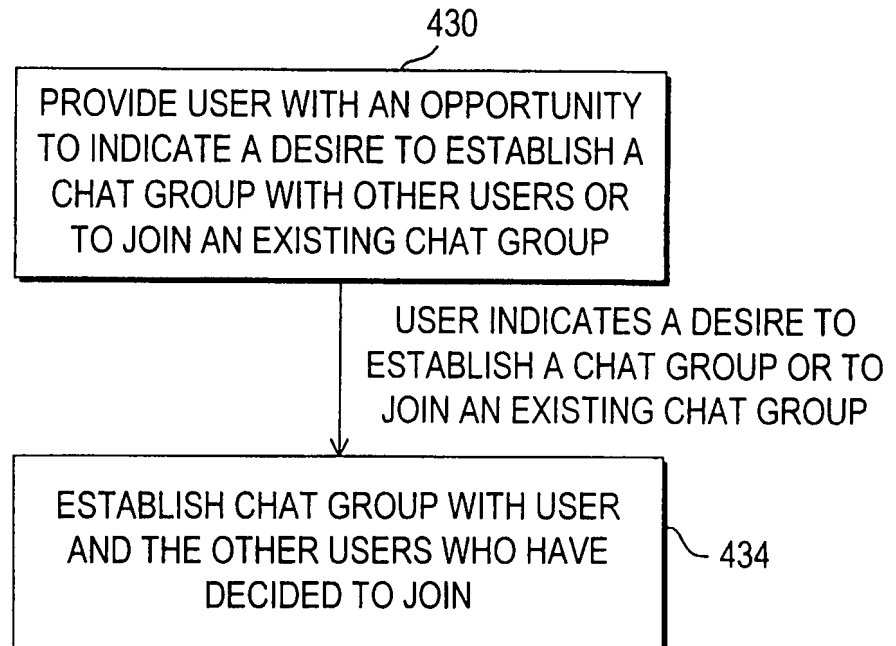 430
PROVIDE USER WITH AN OPPORTUNITY
TO INDICATE A DESIRE TO ESTABLISH A
CHAT GROUP WITH OTHER USERS OR
TO JOIN AN EXISTING CHAT GROUP
USER INDICATES A DESIRE TO
ESTABLISH A CHAT GROUP OR TO
JOIN AN EXISTING CHAT GROUP
ESTABLISH CHAT GROUP WITH USER
AND THE OTHER USERS WHO HAVE
DECIDED TO JOIN
434